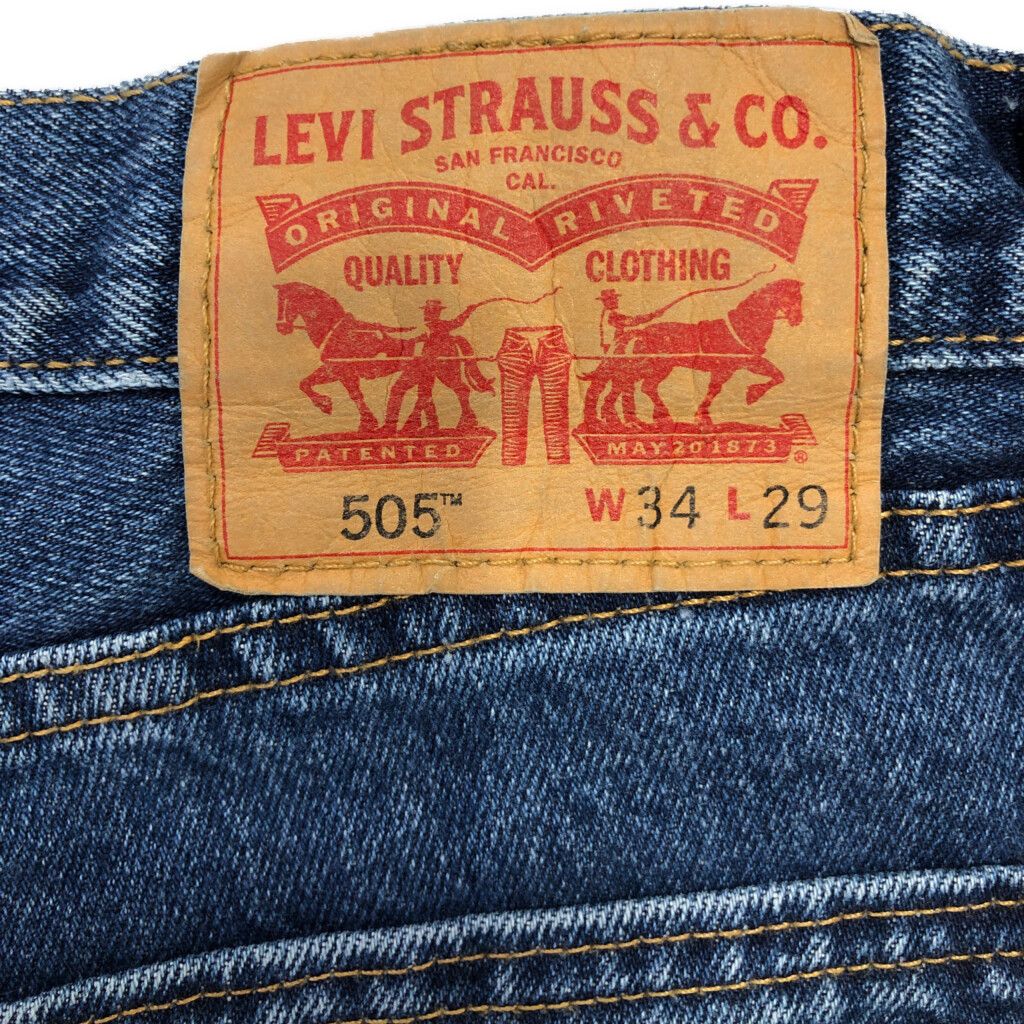 LEVI STRAUSS & CO.
SAN FRANCISCO
CAL.
ORIGINAL RIVETED
QUALITY CLOTHING
PATENTED MAY 20 1873 ®
505™ W34 L29